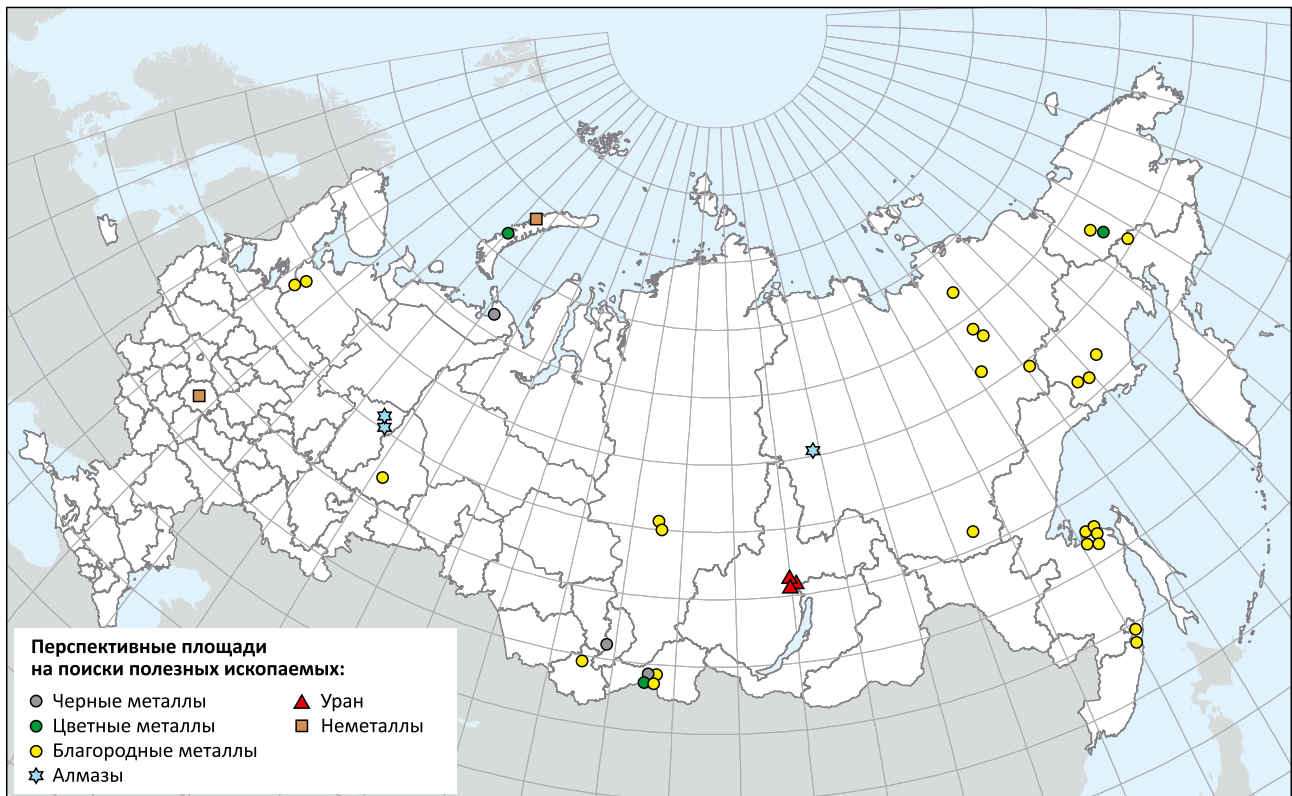 Перспективные площади
на поиски полезных ископаемых:
Черные металлы
Цветные металлы
Благородные металлы
Алмазы
Уран
Неметаллы